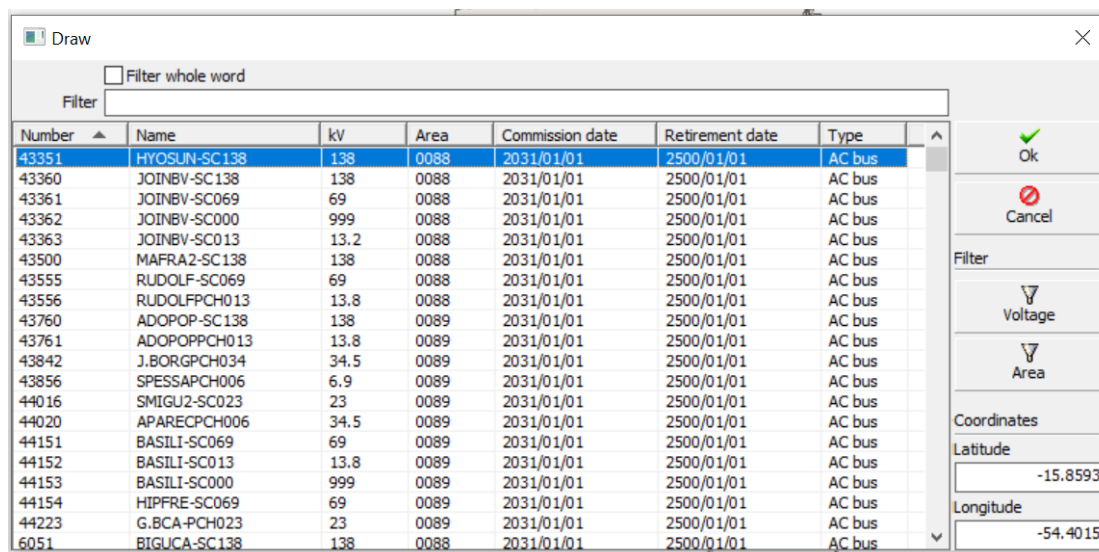 Draw
Filter whole word
Filter
Number Name kV Area Commission date Retirement date Type
43351 HYOSUN-SC138 138 0088 2031/01/01 2500/01/01 AC bus
43360 JOINBV-SC138 138 0088 2031/01/01 2500/01/01 AC bus
43361 JOINBV-SC069 69 0088 2031/01/01 2500/01/01 AC bus
43362 JOINBV-SC000 999 0088 2031/01/01 2500/01/01 AC bus
43363 JOINBV-SC013 13.2 0088 2031/01/01 2500/01/01 AC bus
43500 MAFRA2-SC138 138 0088 2031/01/01 2500/01/01 AC bus
43555 RUDOLF-SC069 69 0088 2031/01/01 2500/01/01 AC bus
43556 RUDOLFPCH013 13.8 0088 2031/01/01 2500/01/01 AC bus
43760 ADOPOP-SC138 138 0089 2031/01/01 2500/01/01 AC bus
43761 ADOPOPPCH013 13.8 0089 2031/01/01 2500/01/01 AC bus
43842 J.BORGPCH034 34.5 0089 2031/01/01 2500/01/01 AC bus
43856 SPESSAPCH006 6.9 0089 2031/01/01 2500/01/01 AC bus
44016 SMIGU2-SC023 23 0089 2031/01/01 2500/01/01 AC bus
44020 APARECPCH006 34.5 0089 2031/01/01 2500/01/01 AC bus
44151 BASILI-SC069 69 0089 2031/01/01 2500/01/01 AC bus
44152 BASILI-SC013 13.8 0089 2031/01/01 2500/01/01 AC bus
44153 BASILI-SC000 999 0089 2031/01/01 2500/01/01 AC bus
44154 HIPFRE-SC069 69 0089 2031/01/01 2500/01/01 AC bus
44223 G.BCA-PCH023 23 0089 2031/01/01 2500/01/01 AC bus
6051 BIGUCA-SC138 138 0088 2031/01/01 2500/01/01 AC bus
Ok
Cancel
Filter
Voltage
Area
Coordinates
Latitude
-15.8593
Longitude
-54.4015